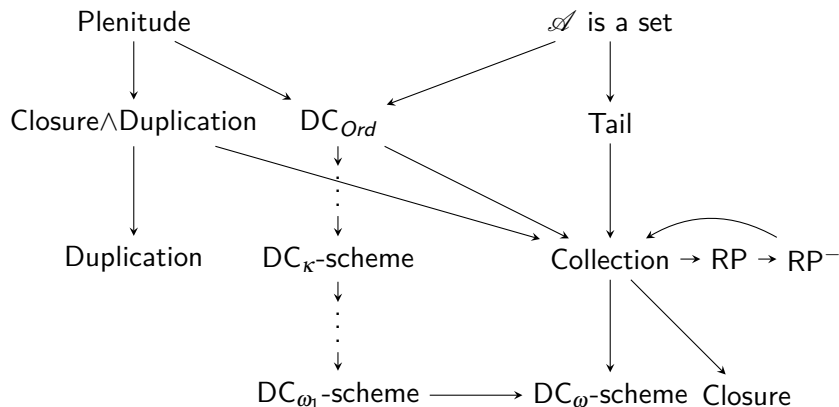 Plenitude 𝒜 is a set
Closure∧Duplication DC_Ord Tail
Duplication DC_κ-scheme Collection → RP → RP⁻
DC_ω₁-scheme DC_ω-scheme Closure